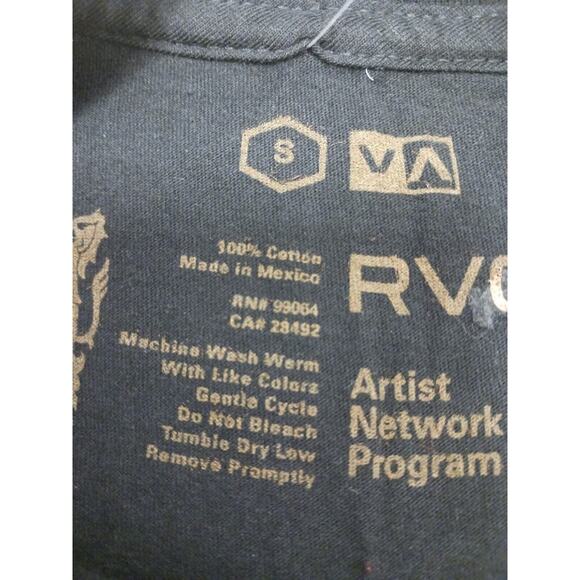 S
VA
100% Cotton
Made in Mexico
RN# 99064
CA# 28492
Machine Wash Warm
With Like Colors
Gentle Cycle
Do Not Bleach
Tumble Dry Low
Remove Promptly
RVC
Artist
Network
Program